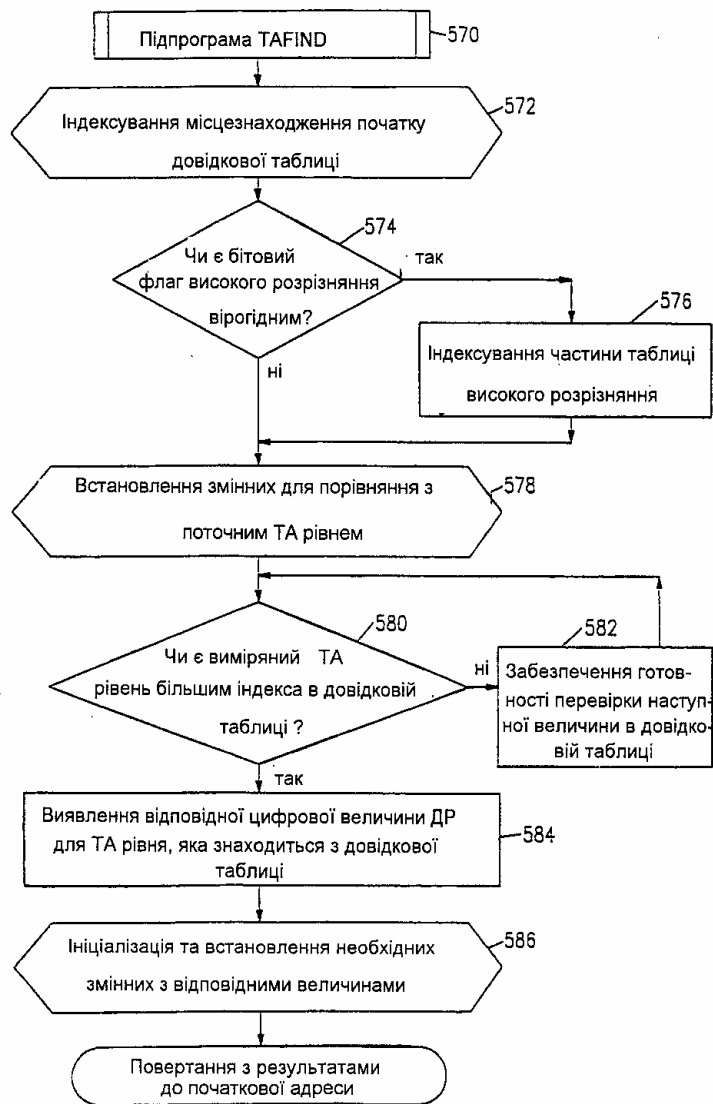 Підпрограма TAFIND
570
572
Індексування місцезнаходження початку
довідкової таблиці
574
Чи є бітовий
флаг високого розрізняння
вірогідним?
так
ні
576
Індексування частини таблиці
високого розрізняння
578
Встановлення змінних для порівняння з
поточним ТА рівнем
580
Чи є виміряний ТА
рівень більшим індекса в довідковій
таблиці ?
ні
так
582
Забезпечення готов-
ності перевірки наступ-
ної величини в довідко-
вій таблиці
Виявлення відповідної цифрової величини ДР
для ТА рівня, яка знаходиться з довідкової
таблиці
584
586
Ініціалізація та встановлення необхідних
змінних з відповідними величинами
Повертання з результатами
до початкової адреси